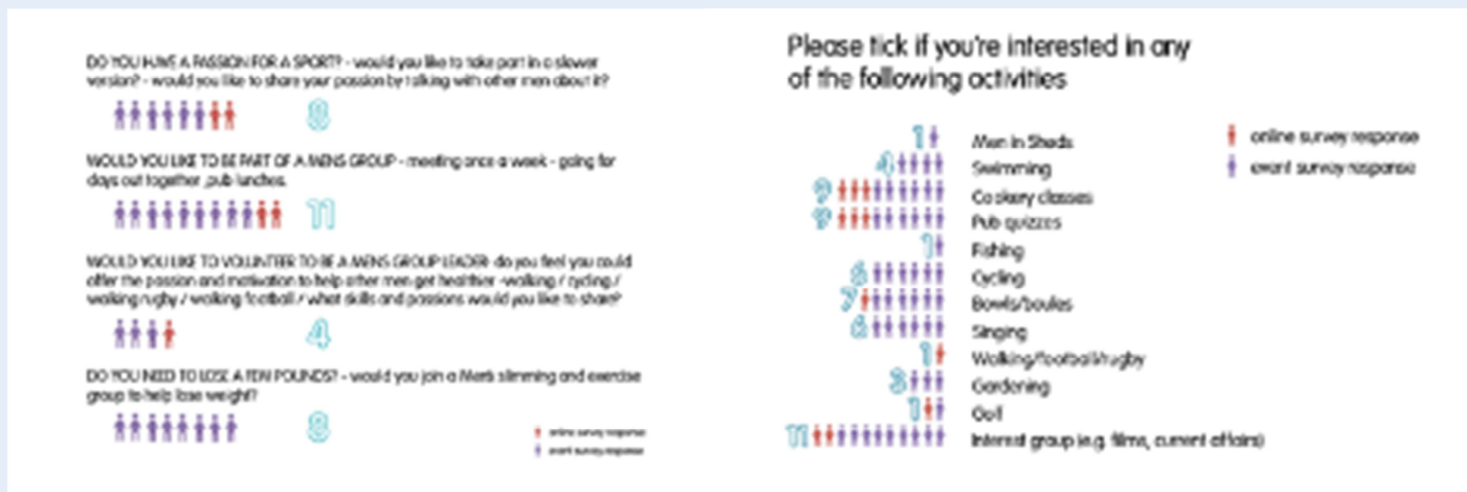 DO YOU HAVE A PASSION FOR A SPORT? - would you like to take part in a slower
version? - would you like to share your passion by talking with other men about it?
8
WOULD YOU LIKE TO BE PART OF A MENS GROUP - meeting once a week - going for
days out together ,pub lunches.
11
WOULD YOU LIKE TO VOLUNTEER TO BE A MENS GROUP LEADER- do you feel you could
offer the passion and motivation to help other men get healthier -walking / cycling /
walking rugby / walking football / what skills and passions would you like to share?
4
DO YOU NEED TO LOSE A FEW POUNDS? - would you join a Men's slimming and exercise
group to help lose weight?
8
online survey response
event survey response
Please tick if you're interested in any
of the following activities
1 Men in Sheds
4 Swimming
9 Cookery classes
9 Pub quizzes
1 Fishing
6 Cycling
7 Bowls/boules
6 Singing
1 Walking/football/rugby
3 Gardening
1 Golf
11 Interest group (e.g. films, current affairs)
online survey response
event survey response